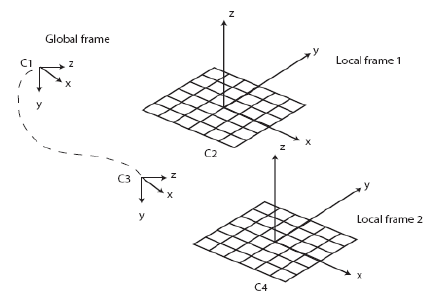 z
Global frame
y
C1
z
Local frame 1
x
y
x
C2
z
C3
z
y
x
y
Local frame 2
x
C4